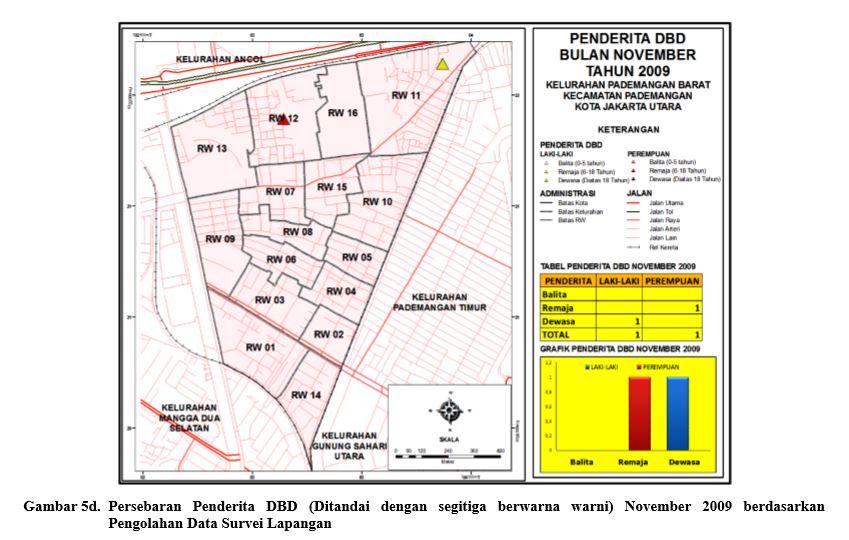 KELURAHAN ANCOL
RW 11
RW 12
RW 16
RW 13
RW 07
RW 15
RW 10
RW 09
RW 08
RW 06
RW 05
RW 03
RW 04
RW 02
RW 01
RW 14
KELURAHAN
PADEMANGAN TIMUR
KELURAHAN
MANGGA DUA
SELATAN
KELURAHAN
GUNUNG SAHARI
UTARA
SKALA
0 60 120 240 360 480
Meter
PENDERITA DBD
BULAN NOVEMBER
TAHUN 2009
KELURAHAN PADEMANGAN BARAT
KECAMATAN PADEMANGAN
KOTA JAKARTA UTARA
KETERANGAN
PENDERITA DBD
LAKI-LAKI PEREMPUAN
Balita (0-5 tahun) Balita (0-5 tahun)
Remaja (6-18 Tahun) Remaja (6-18 Tahun)
Dewasa (Diatas 18 Tahun) Dewasa (Diatas 18 Tahun)
ADMINISTRASI JALAN
Batas Kota Jalan Utama
Batas Kelurahan Jalan Tol
Batas RW Jalan Raya
Jalan Arteri
Jalan Lain
Rel Kereta
TABEL PENDERITA DBD NOVEMBER 2009
PENDERITA LAKI-LAKI PEREMPUAN
Balita
Remaja 1
Dewasa 1
TOTAL 1 1
GRAFIK PENDERITA DBD NOVEMBER 2009
LAKI-LAKI PEREMPUAN
1,2
1
0,8
0,6
0,4
0,2
0
Balita Remaja Dewasa
Gambar 5d. Persebaran Penderita DBD (Ditandai dengan segitiga berwarna warni) November 2009 berdasarkan
Pengolahan Data Survei Lapangan